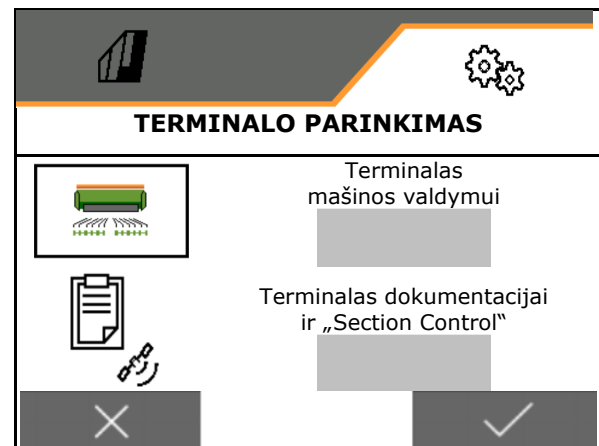 TERMINALO PARINKIMAS
Terminalas
mašinos valdymui
Terminalas dokumentacijai
ir „Section Control“